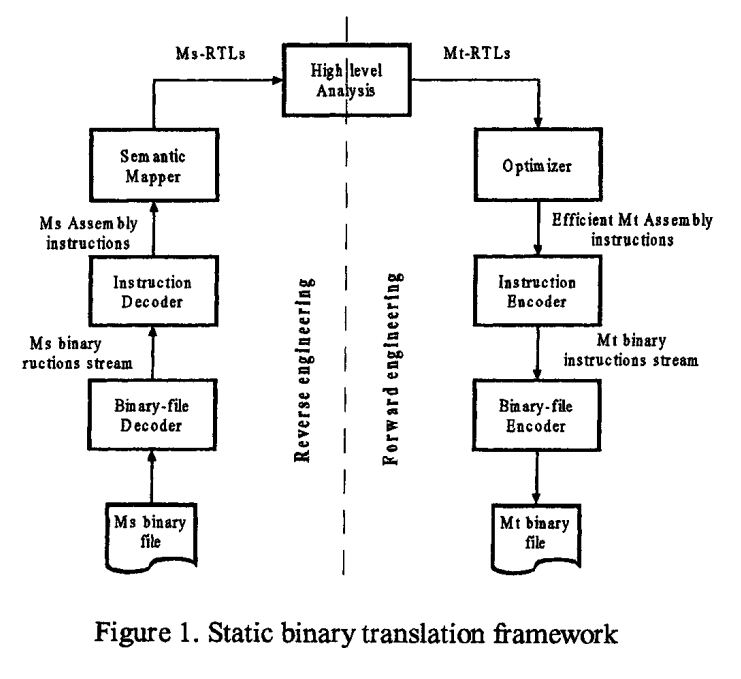 Ms-RTLs
High level
Analysis
Mt-RTLs
Semantic
Mapper
Optimizer
Ms Assembly
instructions
Efficient Mt Assembly
instructions
Instruction
Decoder
Instruction
Encoder
Reverse engineering
Forward engineering
Ms binary
ructions stream
Mt binary
instructions stream
Binary-file
Decoder
Binary-file
Encoder
Ms binary
file
Mt binary
file
Figure 1. Static binary translation framework